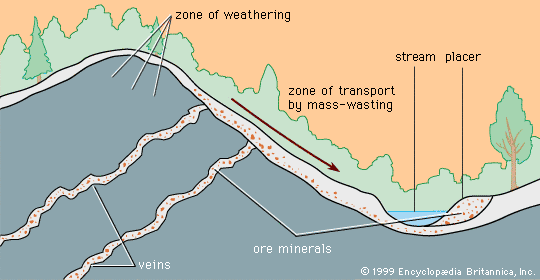 zone of weathering
stream placer
zone of transport
by mass-wasting
ore minerals
veins
© 1999 Encyclopædia Britannica, Inc.